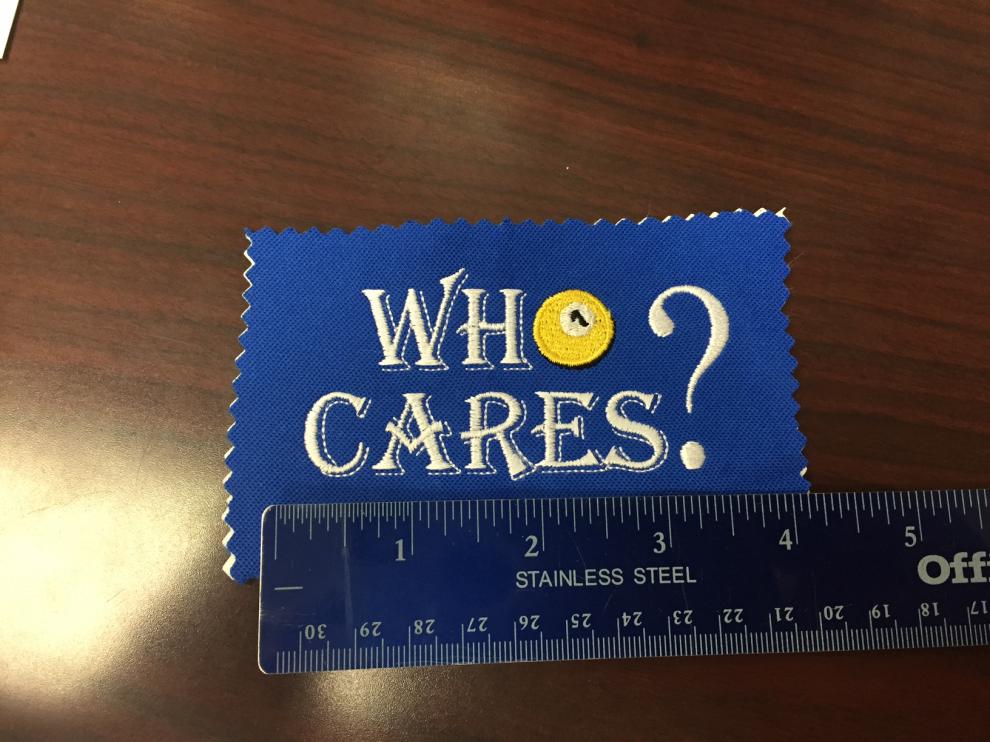 WHO ?
CARES
1 2 3 4 5
STAINLESS STEEL
Offi
30 29 28 27 26 25 24 23 22 21 20 19 18 17